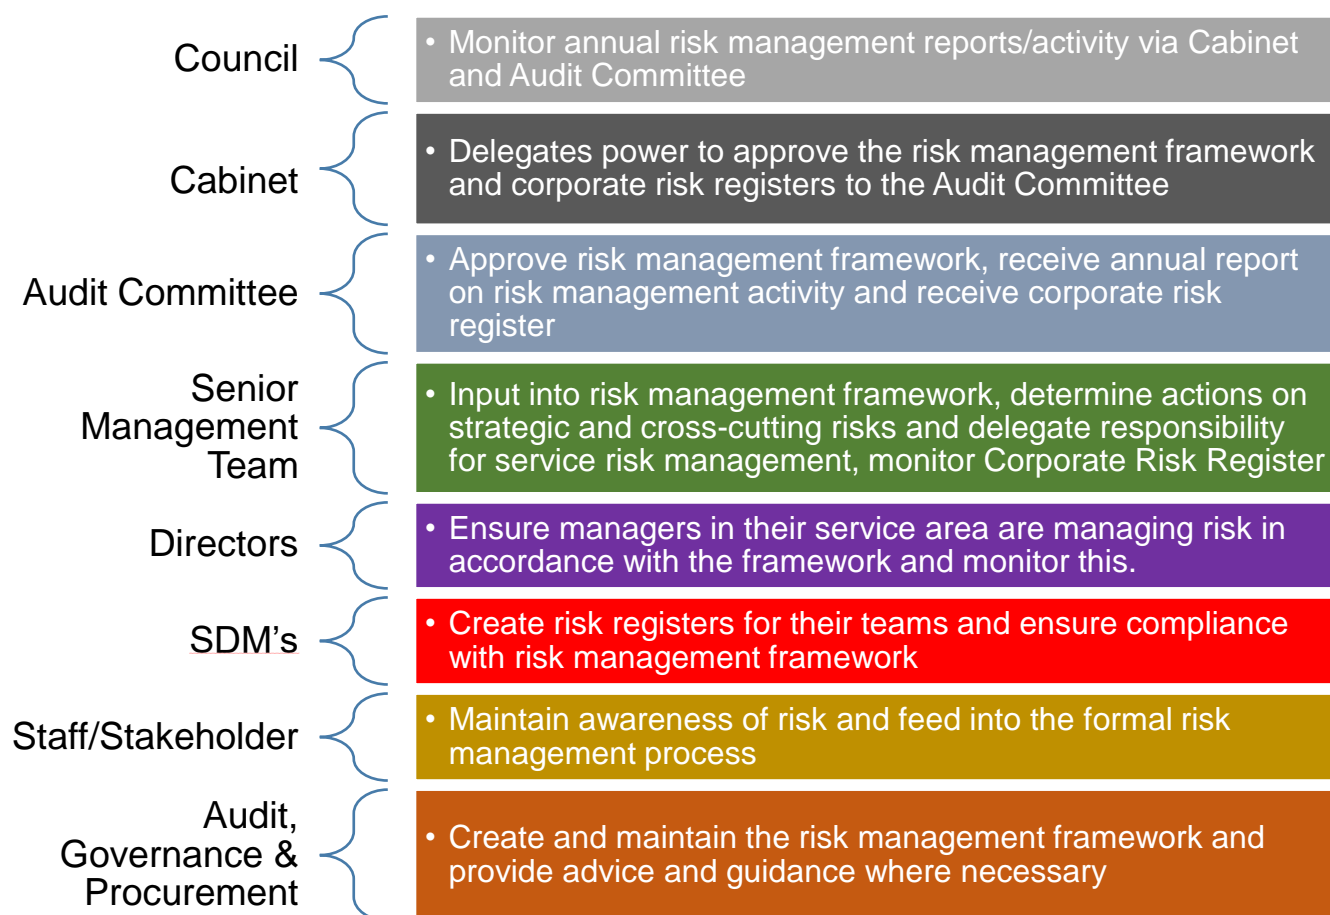 Council
• Monitor annual risk management reports/activity via Cabinet
and Audit Committee
Cabinet
• Delegates power to approve the risk management framework
and corporate risk registers to the Audit Committee
Audit Committee
• Approve risk management framework, receive annual report
on risk management activity and receive corporate risk
register
Senior
Management
Team
• Input into risk management framework, determine actions on
strategic and cross-cutting risks and delegate responsibility
for service risk management, monitor Corporate Risk Register
Directors
• Ensure managers in their service area are managing risk in
accordance with the framework and monitor this.
SDM’s
• Create risk registers for their teams and ensure compliance
with risk management framework
Staff/Stakeholder
• Maintain awareness of risk and feed into the formal risk
management process
Audit,
Governance &
Procurement
• Create and maintain the risk management framework and
provide advice and guidance where necessary